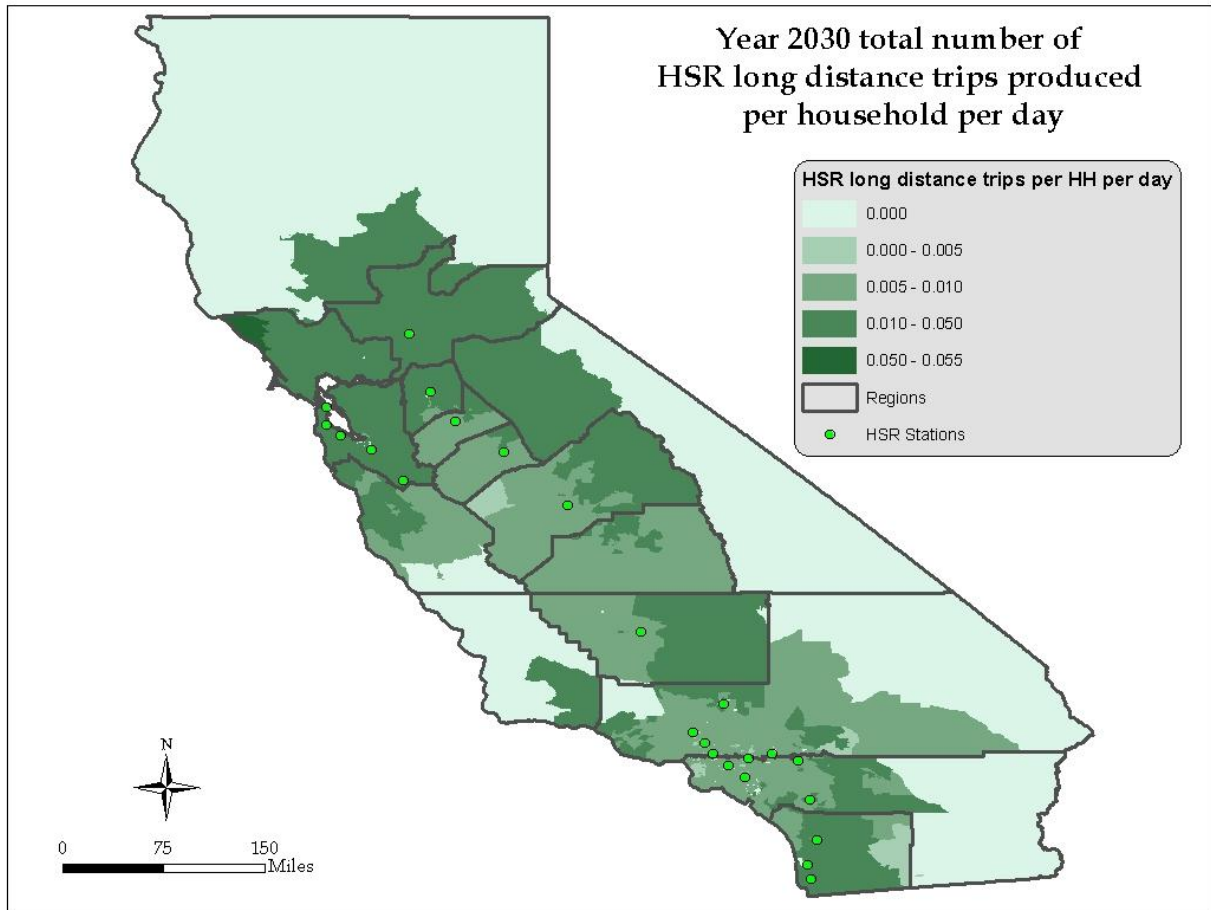 Year 2030 total number of
HSR long distance trips produced
per household per day
HSR long distance trips per HH per day
0.000
0.000 - 0.005
0.005 - 0.010
0.010 - 0.050
0.050 - 0.055
Regions
HSR Stations
N
0 75 150
Miles